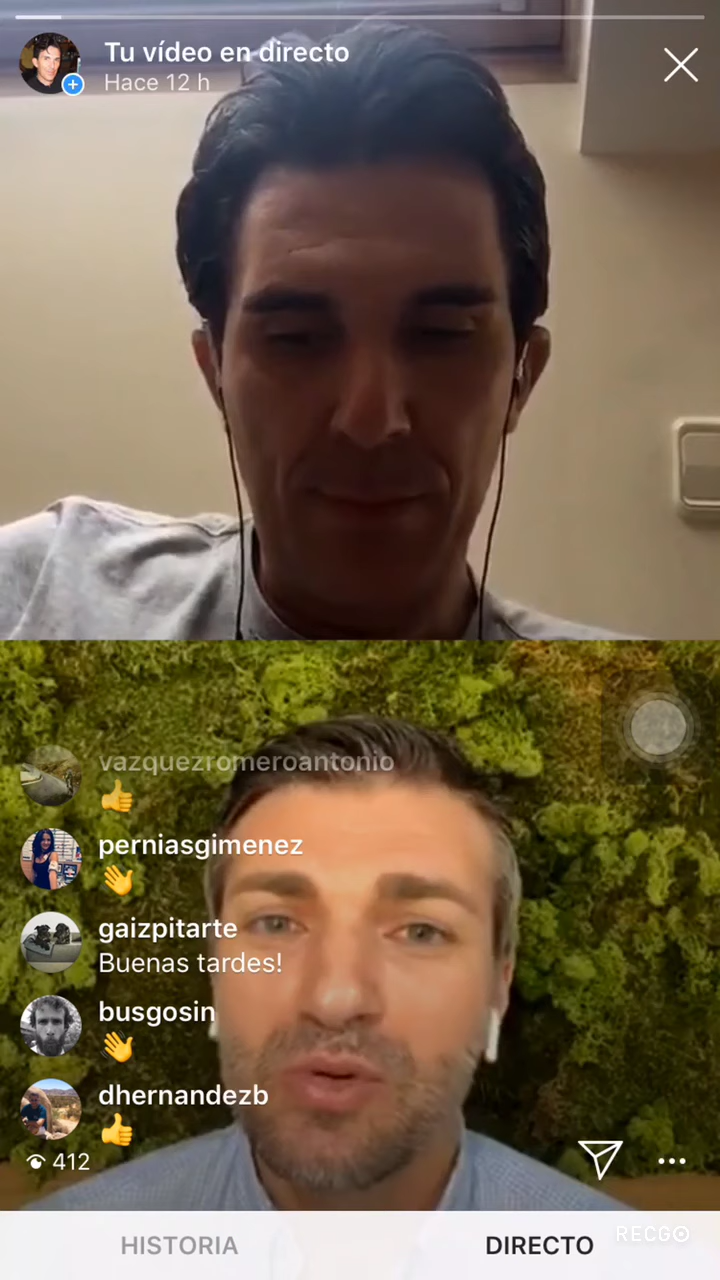 Tu vídeo en directo
Hace 12 h
vazquezromeroantonio
perniasgimenez
gaizpitarte
Buenas tardes!
busgosin
dhernandezb
412
HISTORIA
DIRECTO
RECGO